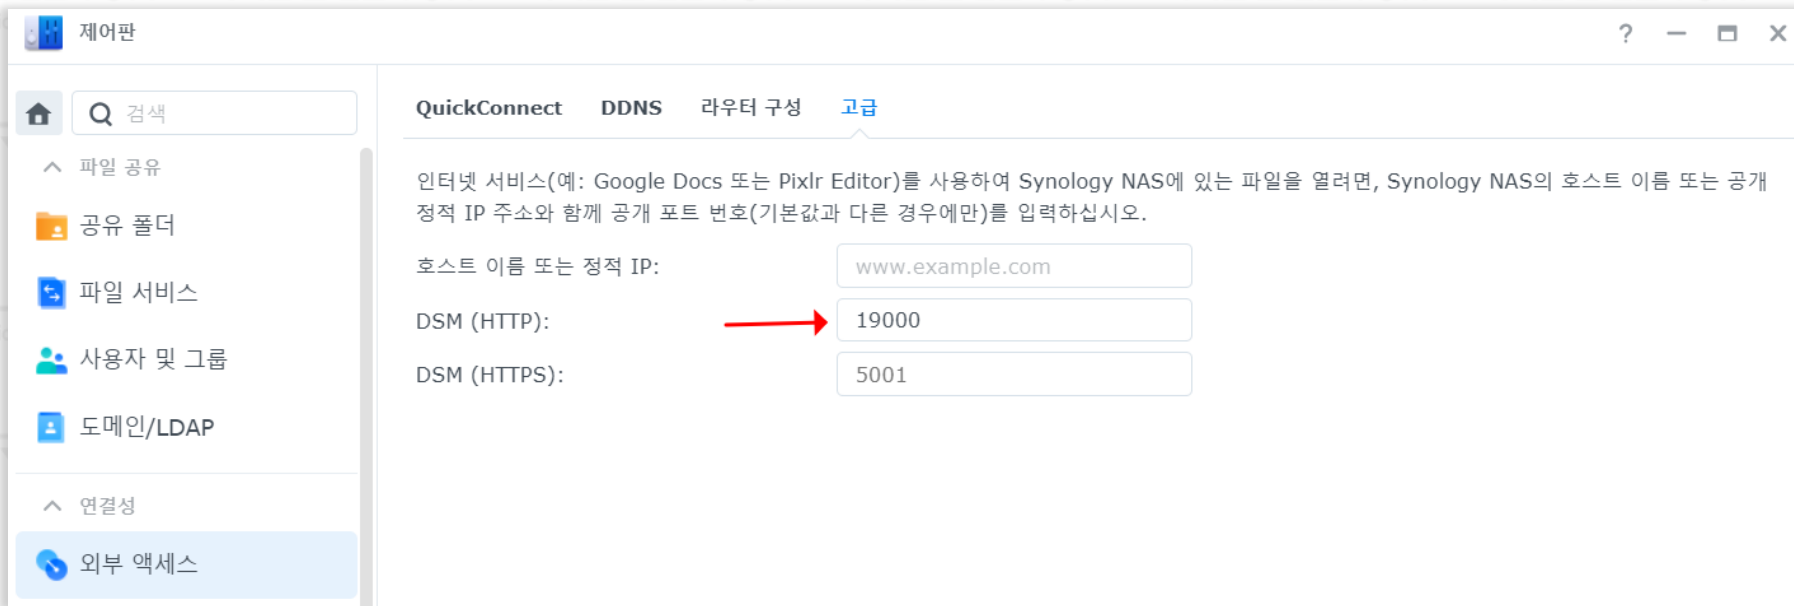 제어판
?
검색
파일 공유
공유 폴더
파일 서비스
사용자 및 그룹
도메인/LDAP
연결성
외부 액세스
QuickConnect DDNS 라우터 구성 고급
인터넷 서비스(예: Google Docs 또는 Pixlr Editor)를 사용하여 Synology NAS에 있는 파일을 열려면, Synology NAS의 호스트 이름 또는 공개
정적 IP 주소와 함께 공개 포트 번호(기본값과 다른 경우에만)를 입력하십시오.
호스트 이름 또는 정적 IP: www.example.com
DSM (HTTP): 19000
DSM (HTTPS): 5001